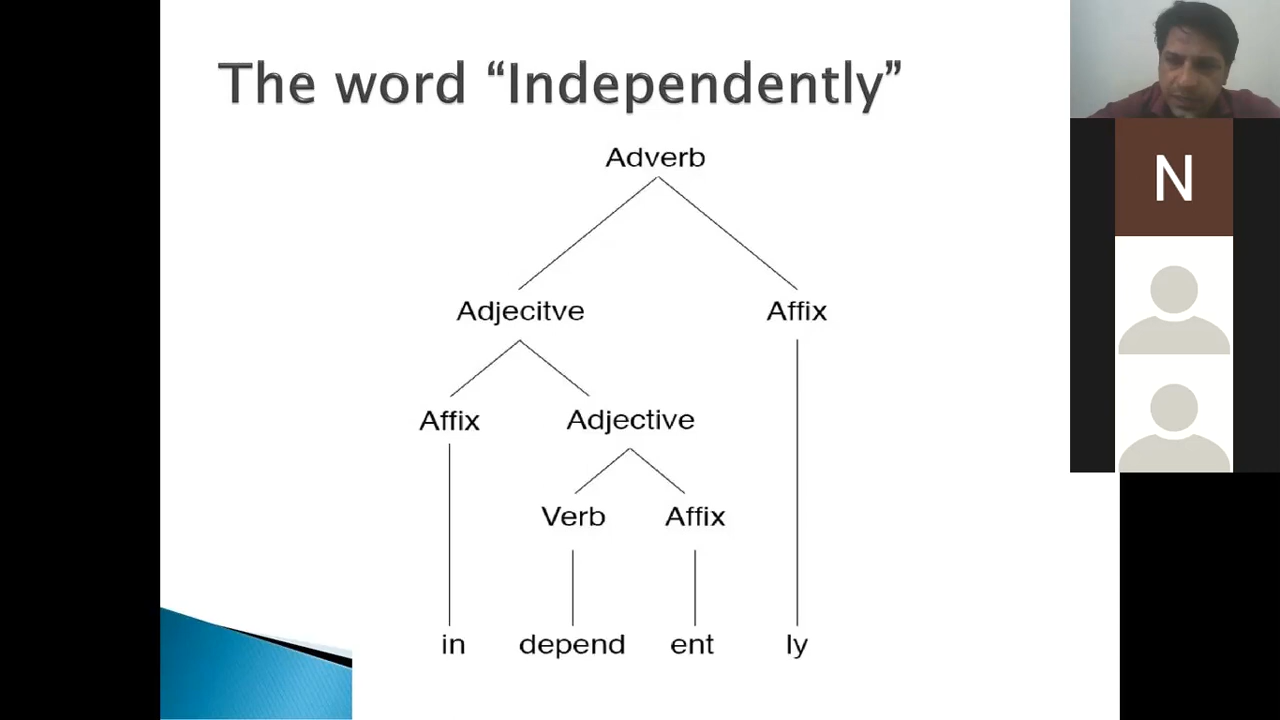 The word “Independently”
N
Adverb
Adjecitve Affix
Affix Adjective
Verb Affix
in depend ent ly